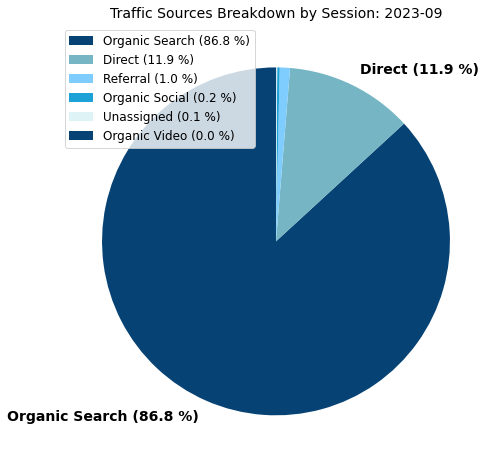 Traffic Sources Breakdown by Session: 2023-09
Organic Search (86.8 %)
Direct (11.9 %)
Referral (1.0 %)
Organic Social (0.2 %)
Unassigned (0.1 %)
Organic Video (0.0 %)
Direct (11.9 %)
Organic Search (86.8 %)